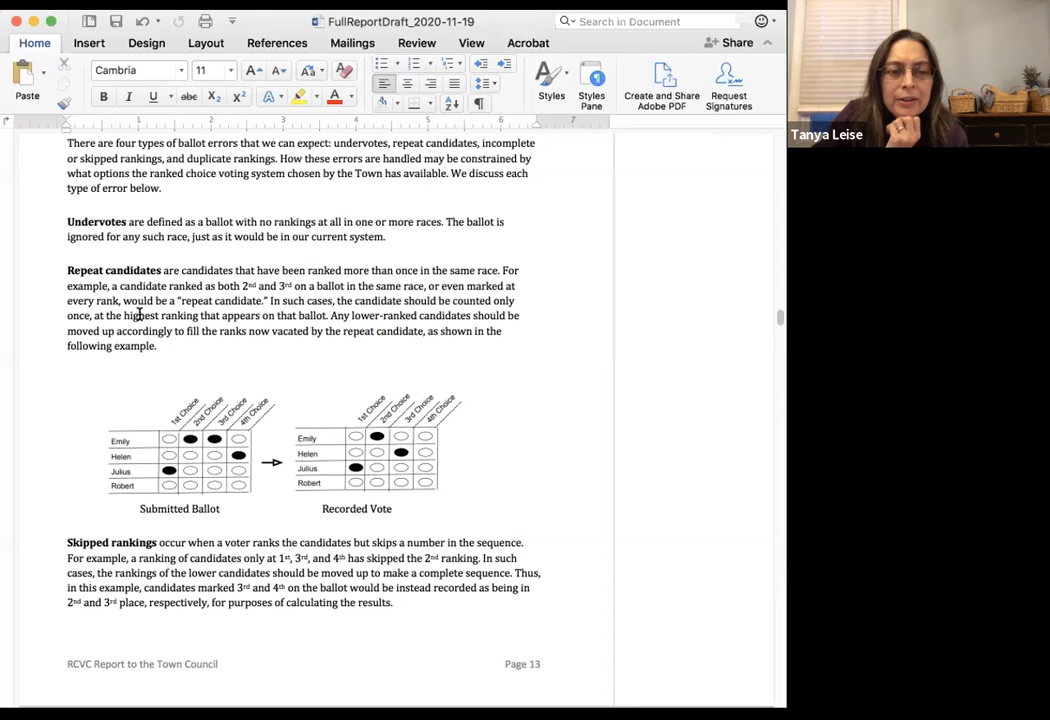 FullReportDraft_2020-11-19
Search in Document
Home Insert Design Layout References Mailings Review View Acrobat
Share
Cambria 11
Paste
Styles
Styles Pane
Create and Share Adobe PDF
Request Signatures
Tanya Leise
1 2 3 4 5 6 7
There are four types of ballot errors that we can expect: undervotes, repeat candidates, incomplete
or skipped rankings, and duplicate rankings. How these errors are handled may be constrained by
what options the ranked choice voting system chosen by the Town has available. We discuss each
type of error below.
Undervotes are defined as a ballot with no rankings at all in one or more races. The ballot is
ignored for any such race, just as it would be in our current system.
Repeat candidates are candidates that have been ranked more than once in the same race. For
example, a candidate ranked as both 2nd and 3rd on a ballot in the same race, or even marked at
every rank, would be a “repeat candidate.” In such cases, the candidate should be counted only
once, at the highest ranking that appears on that ballot. Any lower-ranked candidates should be
moved up accordingly to fill the ranks now vacated by the repeat candidate, as shown in the
following example.
1st Choice 2nd Choice 3rd Choice 4th Choice
Emily
Helen
Julius
Robert
Submitted Ballot
1st Choice 2nd Choice 3rd Choice 4th Choice
Emily
Helen
Julius
Robert
Recorded Vote
Skipped rankings occur when a voter ranks the candidates but skips a number in the sequence.
For example, a ranking of candidates only at 1st, 3rd, and 4th has skipped the 2nd ranking. In such
cases, the rankings of the lower candidates should be moved up to make a complete sequence. Thus,
in this example, candidates marked 3rd and 4th on the ballot would be instead recorded as being in
2nd and 3rd place, respectively, for purposes of calculating the results.
RCVC Report to the Town Council Page 13